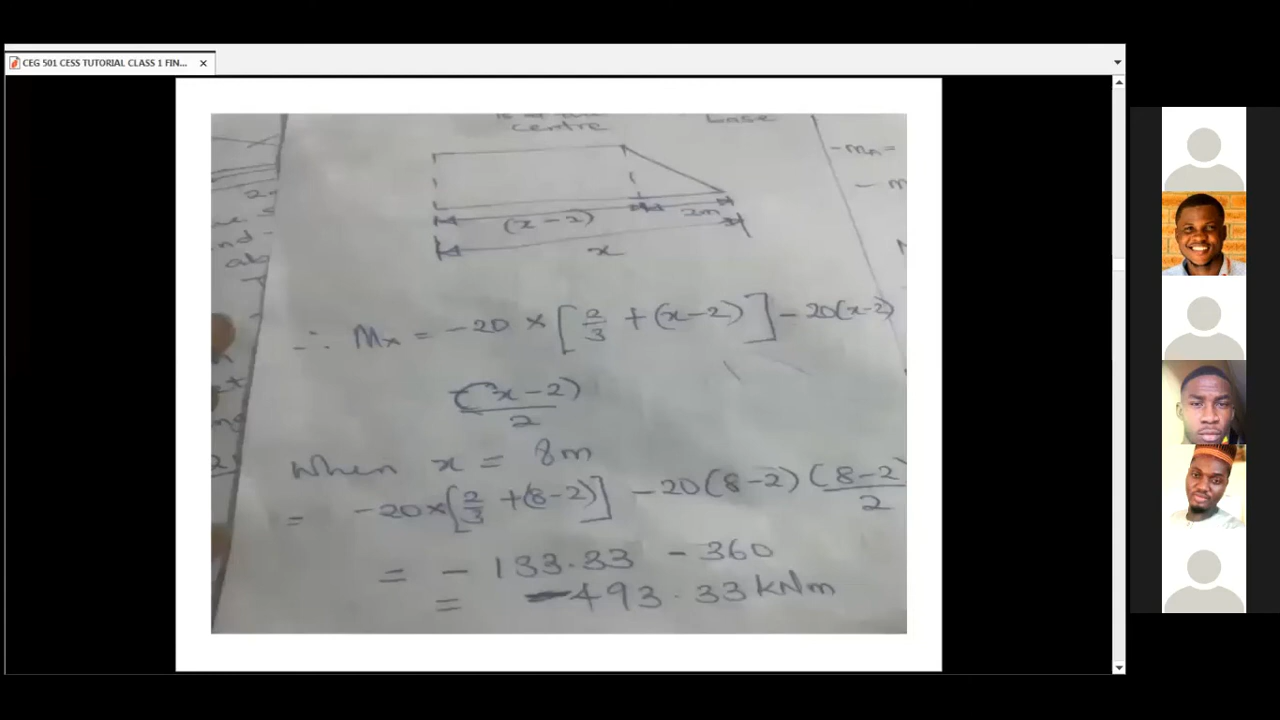 CEG 501 CESS TUTORIAL CLASS 1 FIN... ×
centre
base
(x-2)
2m
x
∴ Mx = -20 × [2/3 + (x-2)] - 20(x-2)
(x-2)/2
When x = 8m
= -20×[2/3 + (8-2)] - 20(8-2)(8-2)/2
= -133.33 - 360
= -493.33 kNm